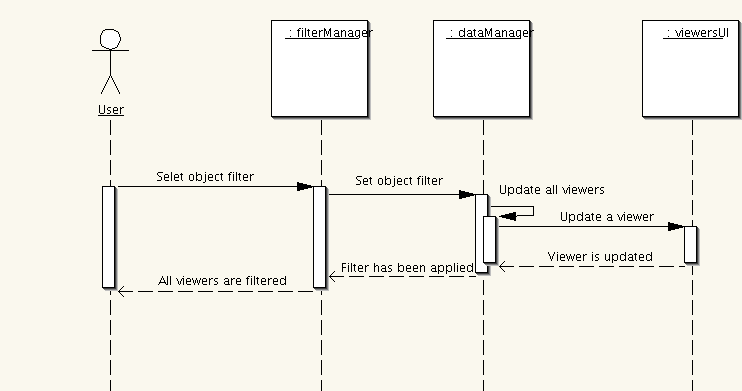 : filterManager
: dataManager
: viewersUI
User
Selet object filter
Set object filter
Update all viewers
Update a viewer
Viewer is updated
Filter has been applied
All viewers are filtered